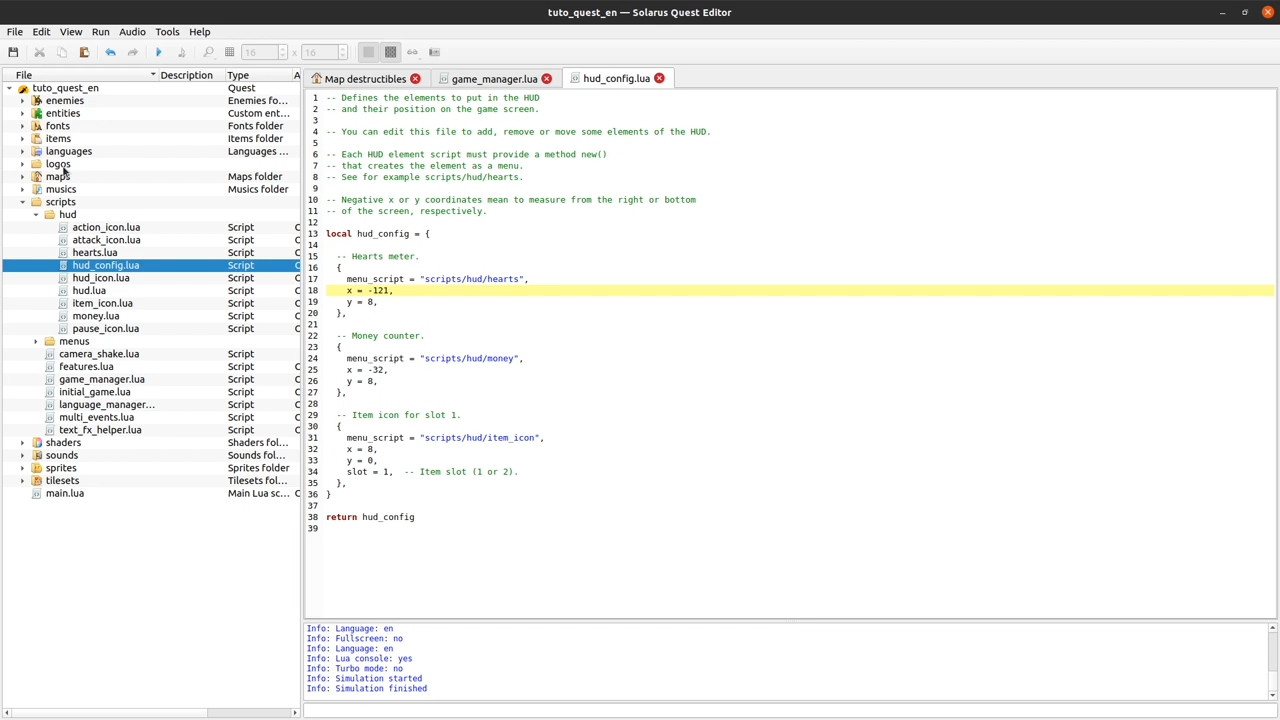 tuto_quest_en — Solarus Quest Editor
File Edit View Run Audio Tools Help
16 x 16
File Description Type A
tuto_quest_en Quest
enemies Enemies fo...
entities Custom ent...
fonts Fonts folder
items Items folder
languages Languages ...
logos
maps Maps folder
musics Musics folder
scripts
hud
action_icon.lua Script C
attack_icon.lua Script C
hearts.lua Script C
hud_config.lua Script C
hud_icon.lua Script C
hud.lua Script C
item_icon.lua Script C
money.lua Script C
pause_icon.lua Script C
menus
camera_shake.lua Script
features.lua Script C
game_manager.lua Script C
initial_game.lua Script C
language_manager... Script C
multi_events.lua Script C
text_fx_helper.lua Script C
shaders Shaders fol...
sounds Sounds fol...
sprites Sprites folder
tilesets Tilesets fol...
main.lua Main Lua sc... C
Map destructibles game_manager.lua hud_config.lua
1 -- Defines the elements to put in the HUD
2 -- and their position on the game screen.
3
4 -- You can edit this file to add, remove or move some elements of the HUD.
5
6 -- Each HUD element script must provide a method new()
7 -- that creates the element as a menu.
8 -- See for example scripts/hud/hearts.
9
10 -- Negative x or y coordinates mean to measure from the right or bottom
11 -- of the screen, respectively.
12
13 local hud_config = {
14
15 -- Hearts meter.
16 {
17 menu_script = "scripts/hud/hearts",
18 x = -121,
19 y = 8,
20 },
21
22 -- Money counter.
23 {
24 menu_script = "scripts/hud/money",
25 x = -32,
26 y = 8,
27 },
28
29 -- Item icon for slot 1.
30 {
31 menu_script = "scripts/hud/item_icon",
32 x = 8,
33 y = 0,
34 slot = 1, -- Item slot (1 or 2).
35 },
36 }
37
38 return hud_config
39
Info: Language: en
Info: Fullscreen: no
Info: Language: en
Info: Lua console: yes
Info: Turbo mode: no
Info: Simulation started
Info: Simulation finished